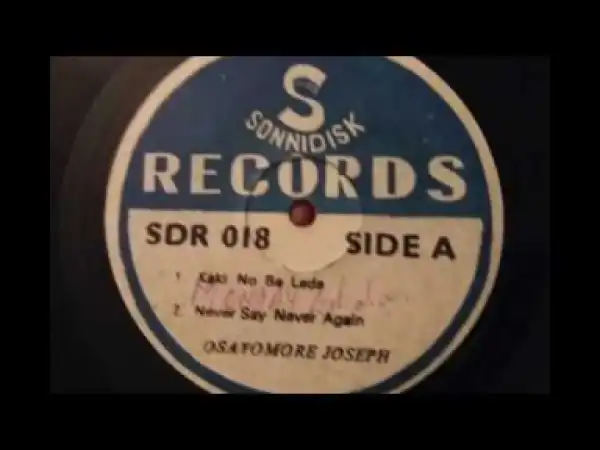 S
SONNIDISK
RECORDS
SDR 018 SIDE A
1. Kaki No Be Leda
2. Never Say Never Again
OSAYOMORE JOSEPH